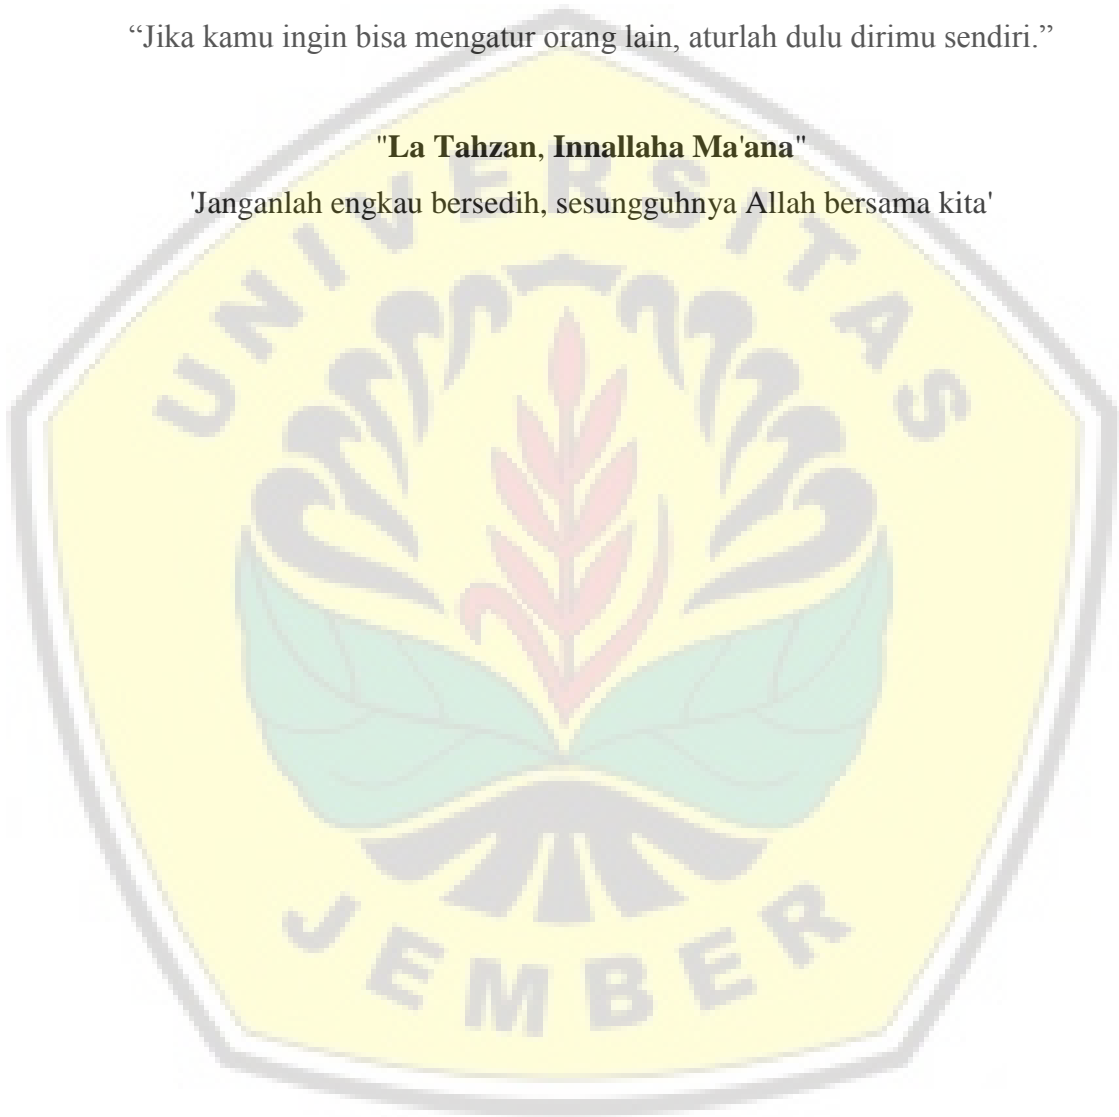 “Jika kamu ingin bisa mengatur orang lain, aturlah dulu dirimu sendiri.”
"La Tahzan, Innallaha Ma'ana"
'Janganlah engkau bersedih, sesungguhnya Allah bersama kita'
UNIVERSITAS
JEMBER